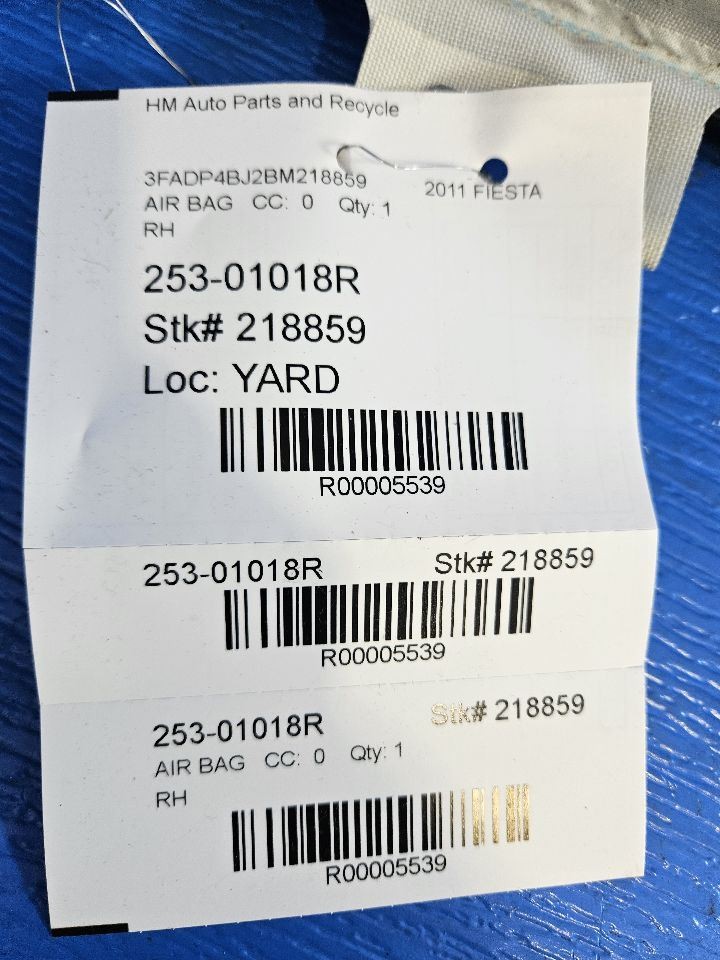 HM Auto Parts and Recycle
3FADP4BJ2BM218859 2011 FIESTA
AIR BAG CC: 0 Qty: 1
RH
253-01018R
Stk# 218859
Loc: YARD
R00005539
253-01018R Stk# 218859
R00005539
253-01018R Stk# 218859
AIR BAG CC: 0 Qty: 1
RH
R00005539